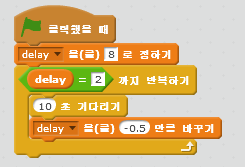 클릭했을 때
delay 을(를) 8 로 정하기
delay = 2 까지 반복하기
10 초 기다리기
delay 을(를) -0.5 만큼 바꾸기